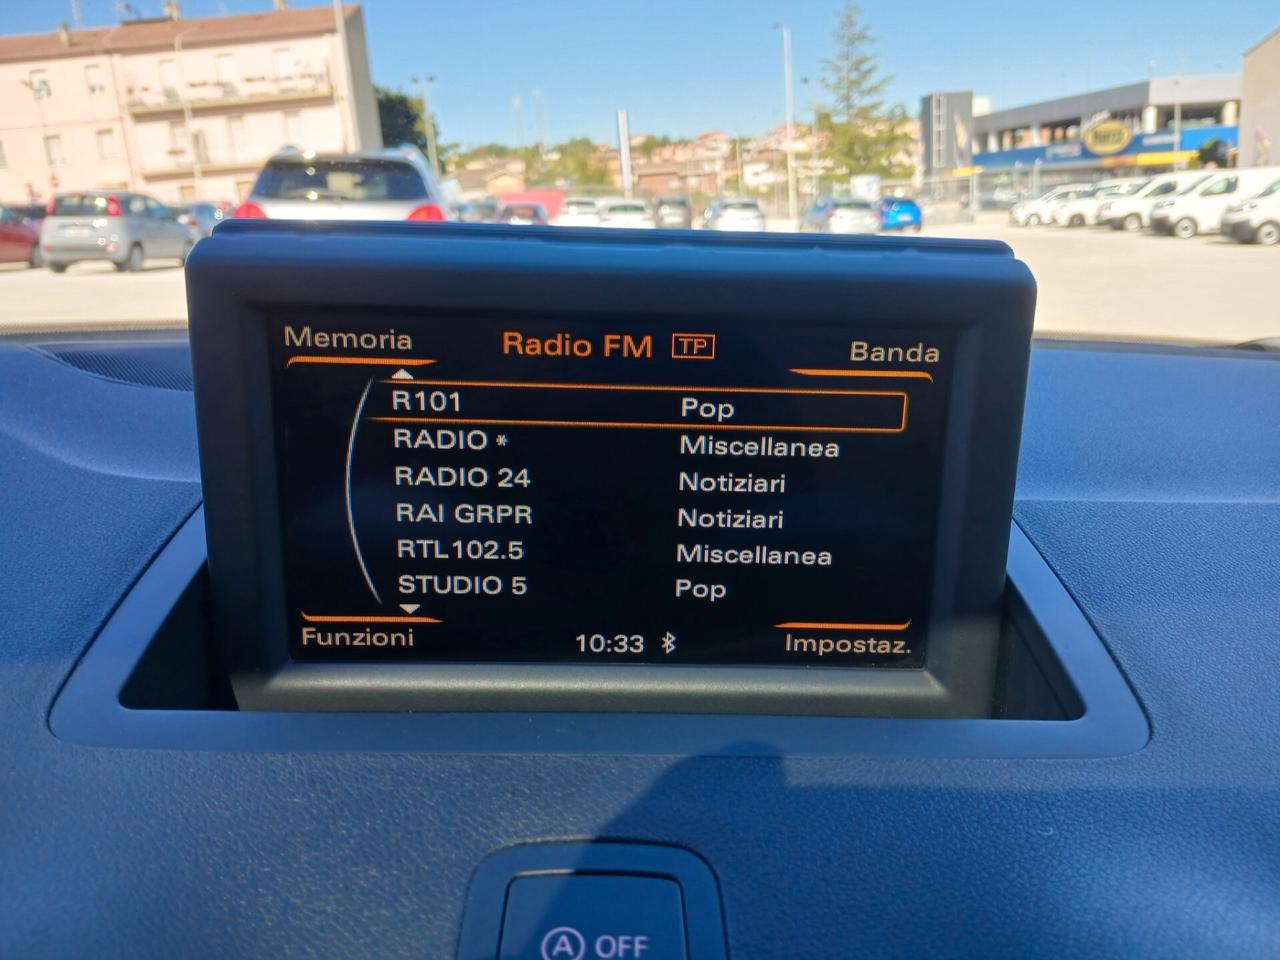 Memoria
Radio FM TP
Banda
R101 Pop
RADIO * Miscellanea
RADIO 24 Notiziari
RAI GRPR Notiziari
RTL102.5 Miscellanea
STUDIO 5 Pop
Funzioni
10:33
Impostaz.
A OFF